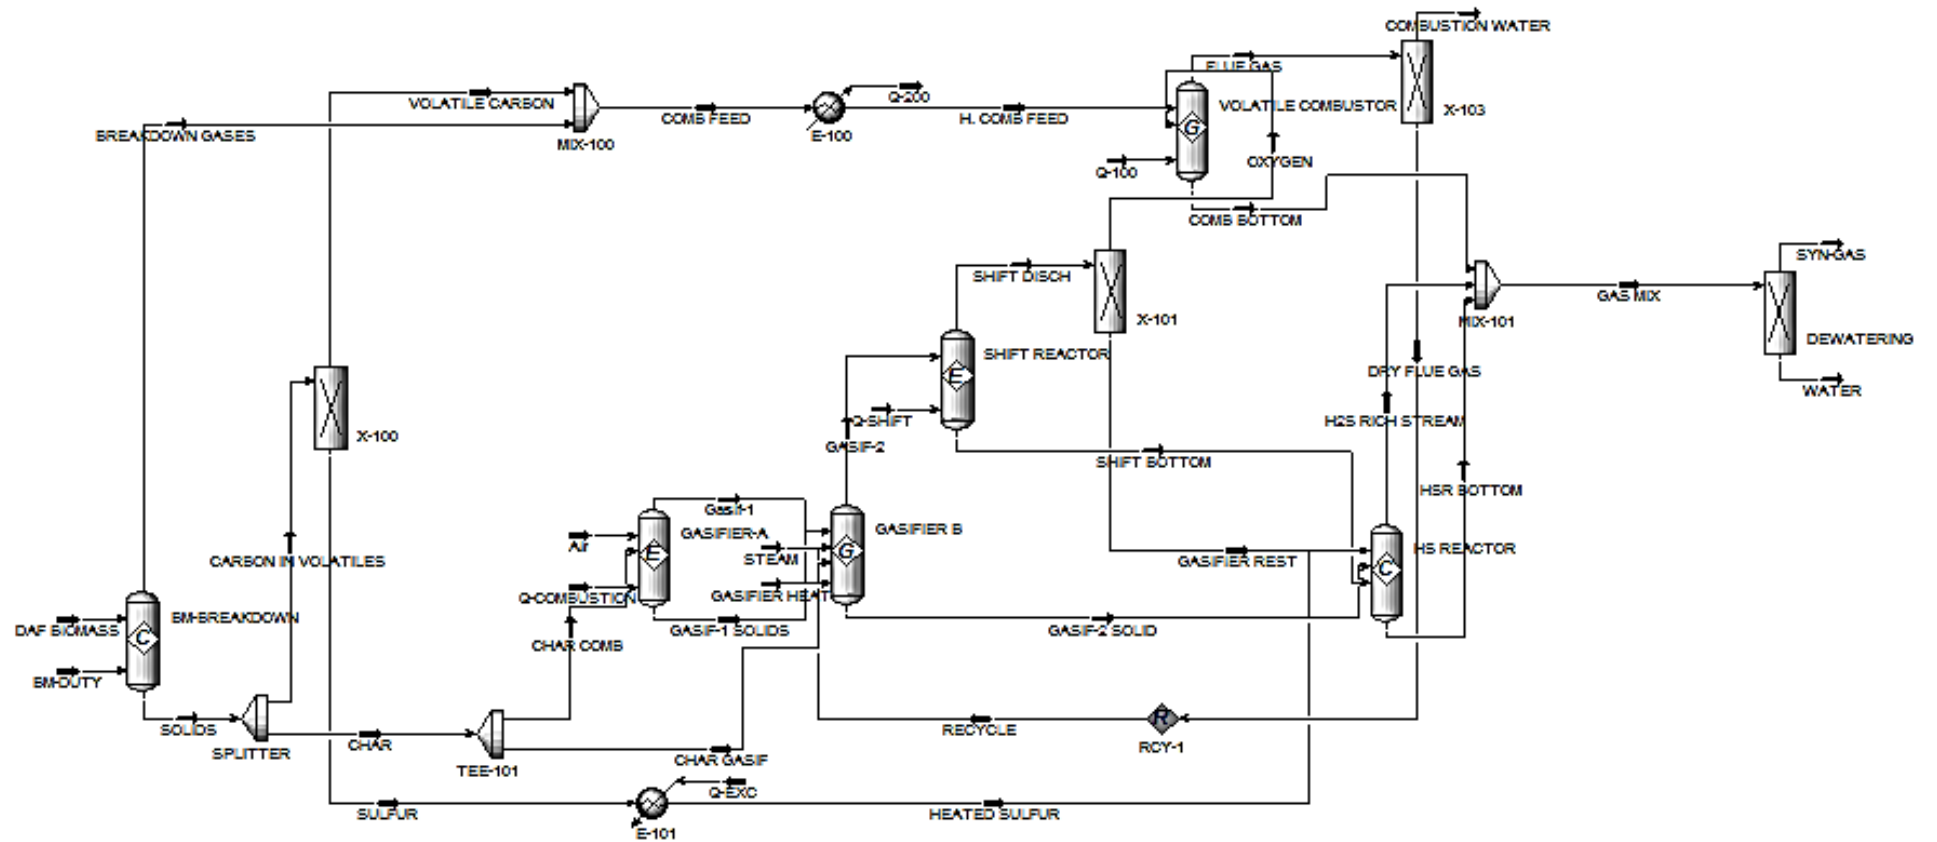 COMBUSTION WATER
FLUE GAS
VOLATILE CARBON
Q-200
VOLATILE COMBUSTOR
X-103
BREAKDOWN GASES
COMB FEED
H. COMB FEED
E-100
MIX-100
G
OXYGEN
Q-100
COMB BOTTOM
SYN-GAS
SHIFT DISCH
GAS MIX
X-101
MIX-101
DEWATERING
SHIFT REACTOR
E
DRY FLUE GAS
WATER
Q-SHIFT
H2S RICH STREAM
X-100
GASIF-2
SHIFT BOTTOM
HSR BOTTOM
Gasif-1
GASIFIER-A
GASIFIER B
Air
E
G
STEAM
HS REACTOR
CARBON IN VOLATILES
GASIFIER REST
C
Q-COMBUSTION
GASIFIER HEAT
BM-BREAKDOWN
DAF BIOMASS
C
GASIF-1 SOLIDS
GASIF-2 SOLID
CHAR COMB
BM-DUTY
SOLIDS
R
RECYCLE
SPLITTER
CHAR
RCY-1
CHAR GASIF
TEE-101
Q-EXC
SULFUR
HEATED SULFUR
E-101